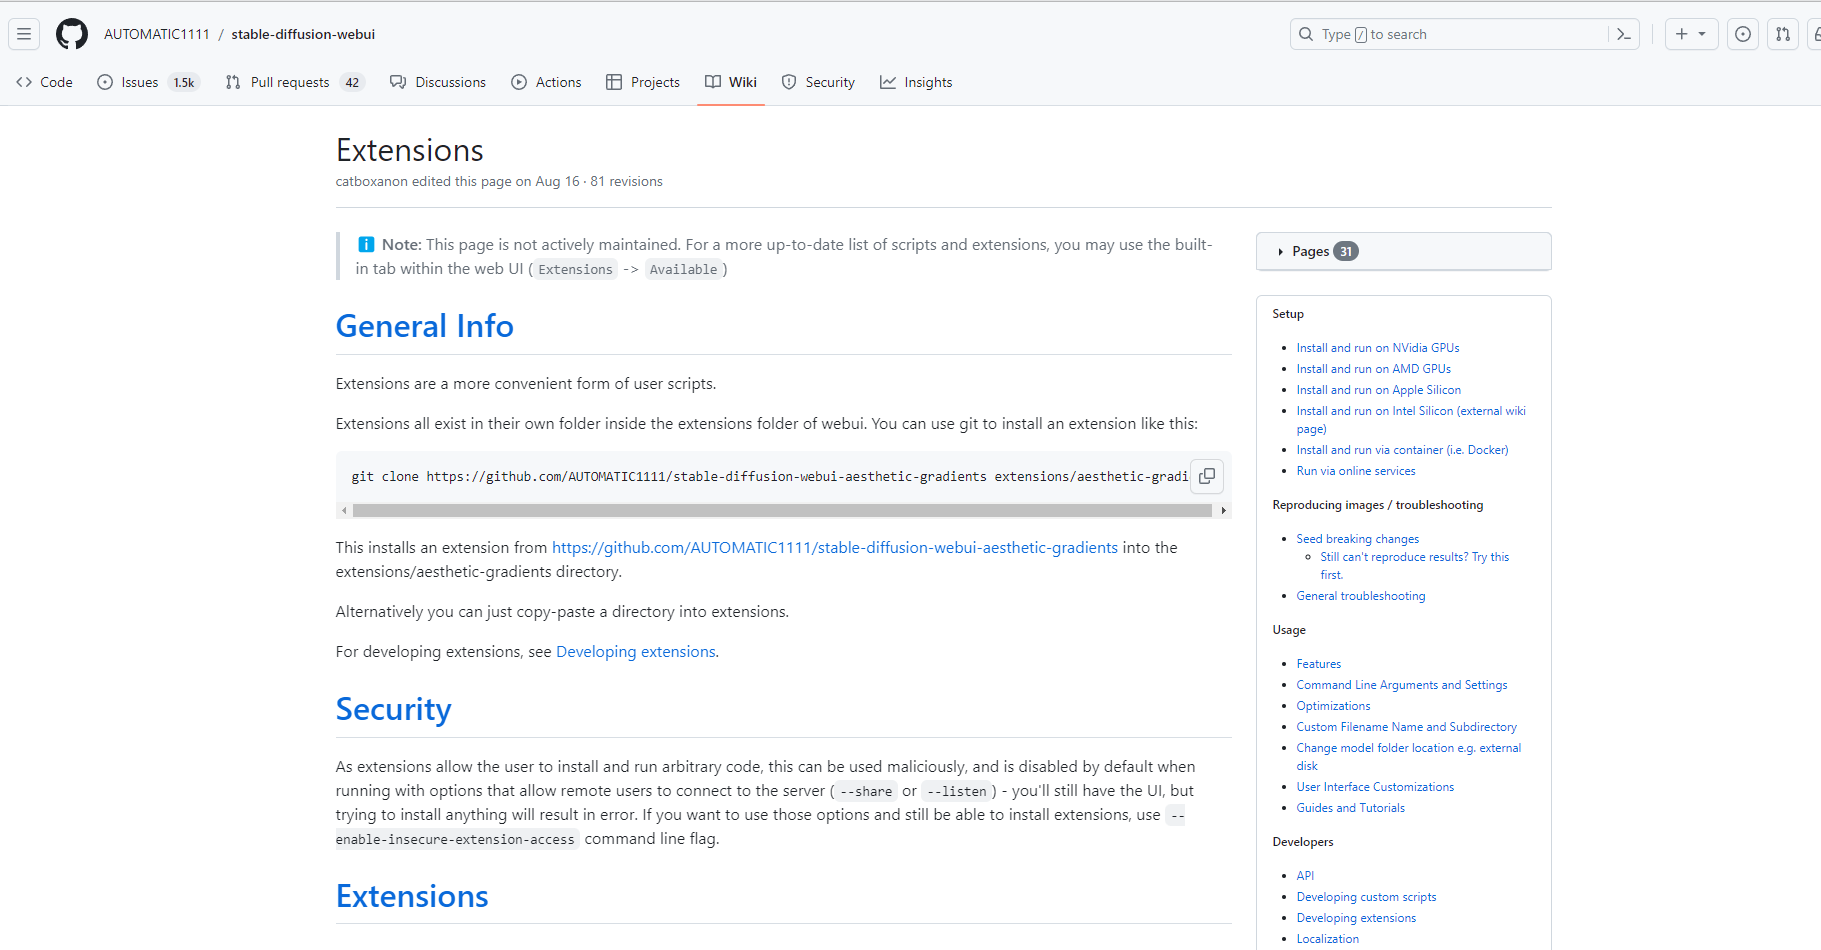 AUTOMATIC1111 / stable-diffusion-webui
Type / to search
Code
Issues 1.5k
Pull requests 42
Discussions
Actions
Projects
Wiki
Security
Insights
Extensions
catboxanon edited this page on Aug 16 · 81 revisions
Note: This page is not actively maintained. For a more up-to-date list of scripts and extensions, you may use the built-
in tab within the web UI ( Extensions -> Available )
General Info
Extensions are a more convenient form of user scripts.
Extensions all exist in their own folder inside the extensions folder of webui. You can use git to install an extension like this:
git clone https://github.com/AUTOMATIC1111/stable-diffusion-webui-aesthetic-gradients extensions/aesthetic-gradi
This installs an extension from https://github.com/AUTOMATIC1111/stable-diffusion-webui-aesthetic-gradients into the
extensions/aesthetic-gradients directory.
Alternatively you can just copy-paste a directory into extensions.
For developing extensions, see Developing extensions.
Security
As extensions allow the user to install and run arbitrary code, this can be used maliciously, and is disabled by default when
running with options that allow remote users to connect to the server ( --share or --listen ) - you'll still have the UI, but
trying to install anything will result in error. If you want to use those options and still be able to install extensions, use --
enable-insecure-extension-access command line flag.
Extensions
Pages 31
Setup
Install and run on NVidia GPUs
Install and run on AMD GPUs
Install and run on Apple Silicon
Install and run on Intel Silicon (external wiki
page)
Install and run via container (i.e. Docker)
Run via online services
Reproducing images / troubleshooting
Seed breaking changes
Still can't reproduce results? Try this
first.
General troubleshooting
Usage
Features
Command Line Arguments and Settings
Optimizations
Custom Filename Name and Subdirectory
Change model folder location e.g. external
disk
User Interface Customizations
Guides and Tutorials
Developers
API
Developing custom scripts
Developing extensions
Localization